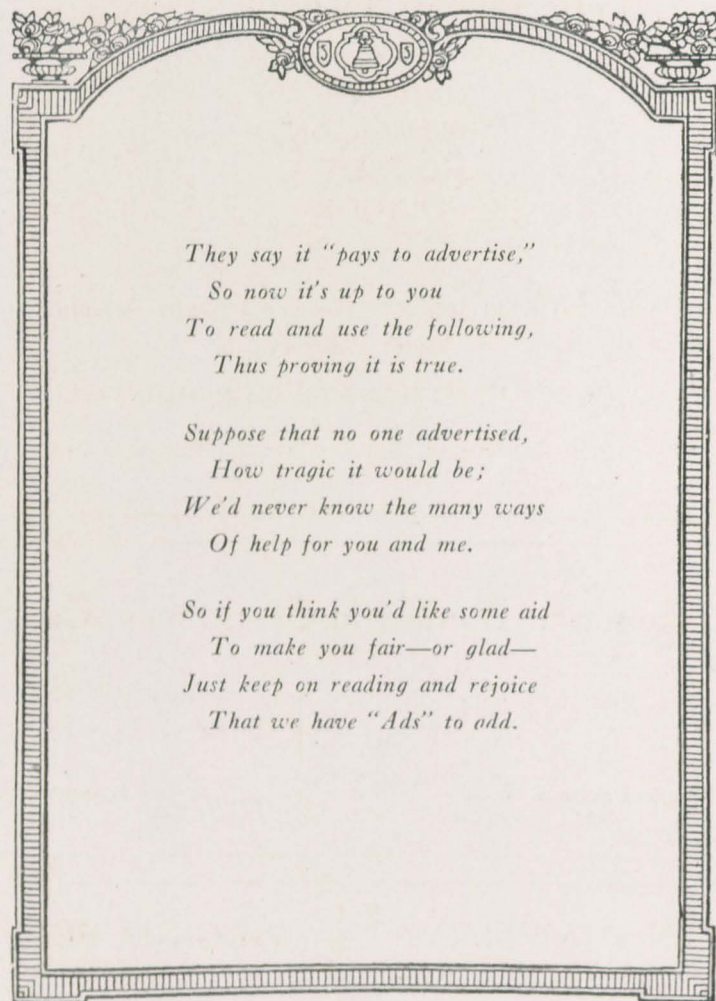 They say it “pays to advertise,”
So now it's up to you
To read and use the following,
Thus proving it is true.
Suppose that no one advertised,
How tragic it would be;
We'd never know the many ways
Of help for you and me.
So if you think you'd like some aid
To make you fair—or glad—
Just keep on reading and rejoice
That we have “Ads” to add.